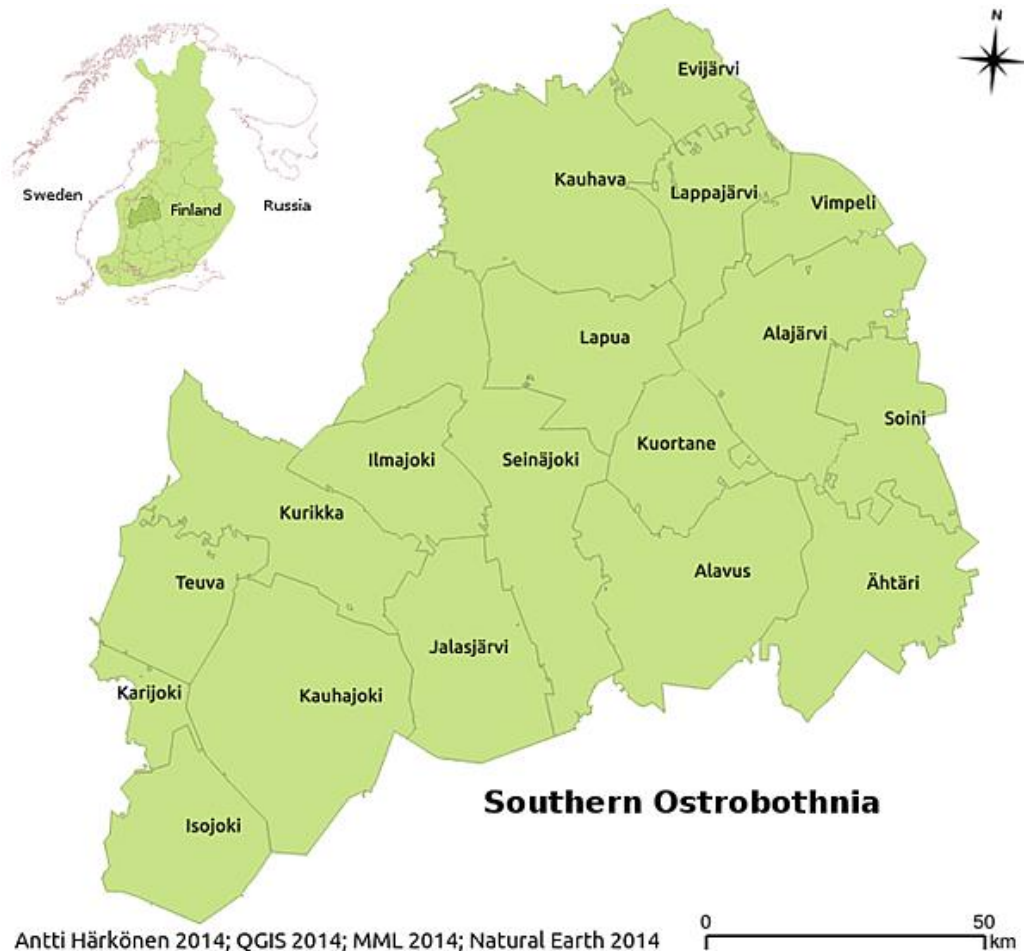 N
Evijärvi
Kauhava
Lappajärvi
Vimpeli
Sweden
Finland
Russia
Lapua
Alajärvi
Soini
Kuortane
Ilmajoki
Seinäjoki
Kurikka
Alavus
Ähtäri
Teuva
Jalasjärvi
Karijoki
Kauhajoki
Southern Ostrobothnia
Isojoki
0 50
km
Antti Härkönen 2014; QGIS 2014; MML 2014; Natural Earth 2014